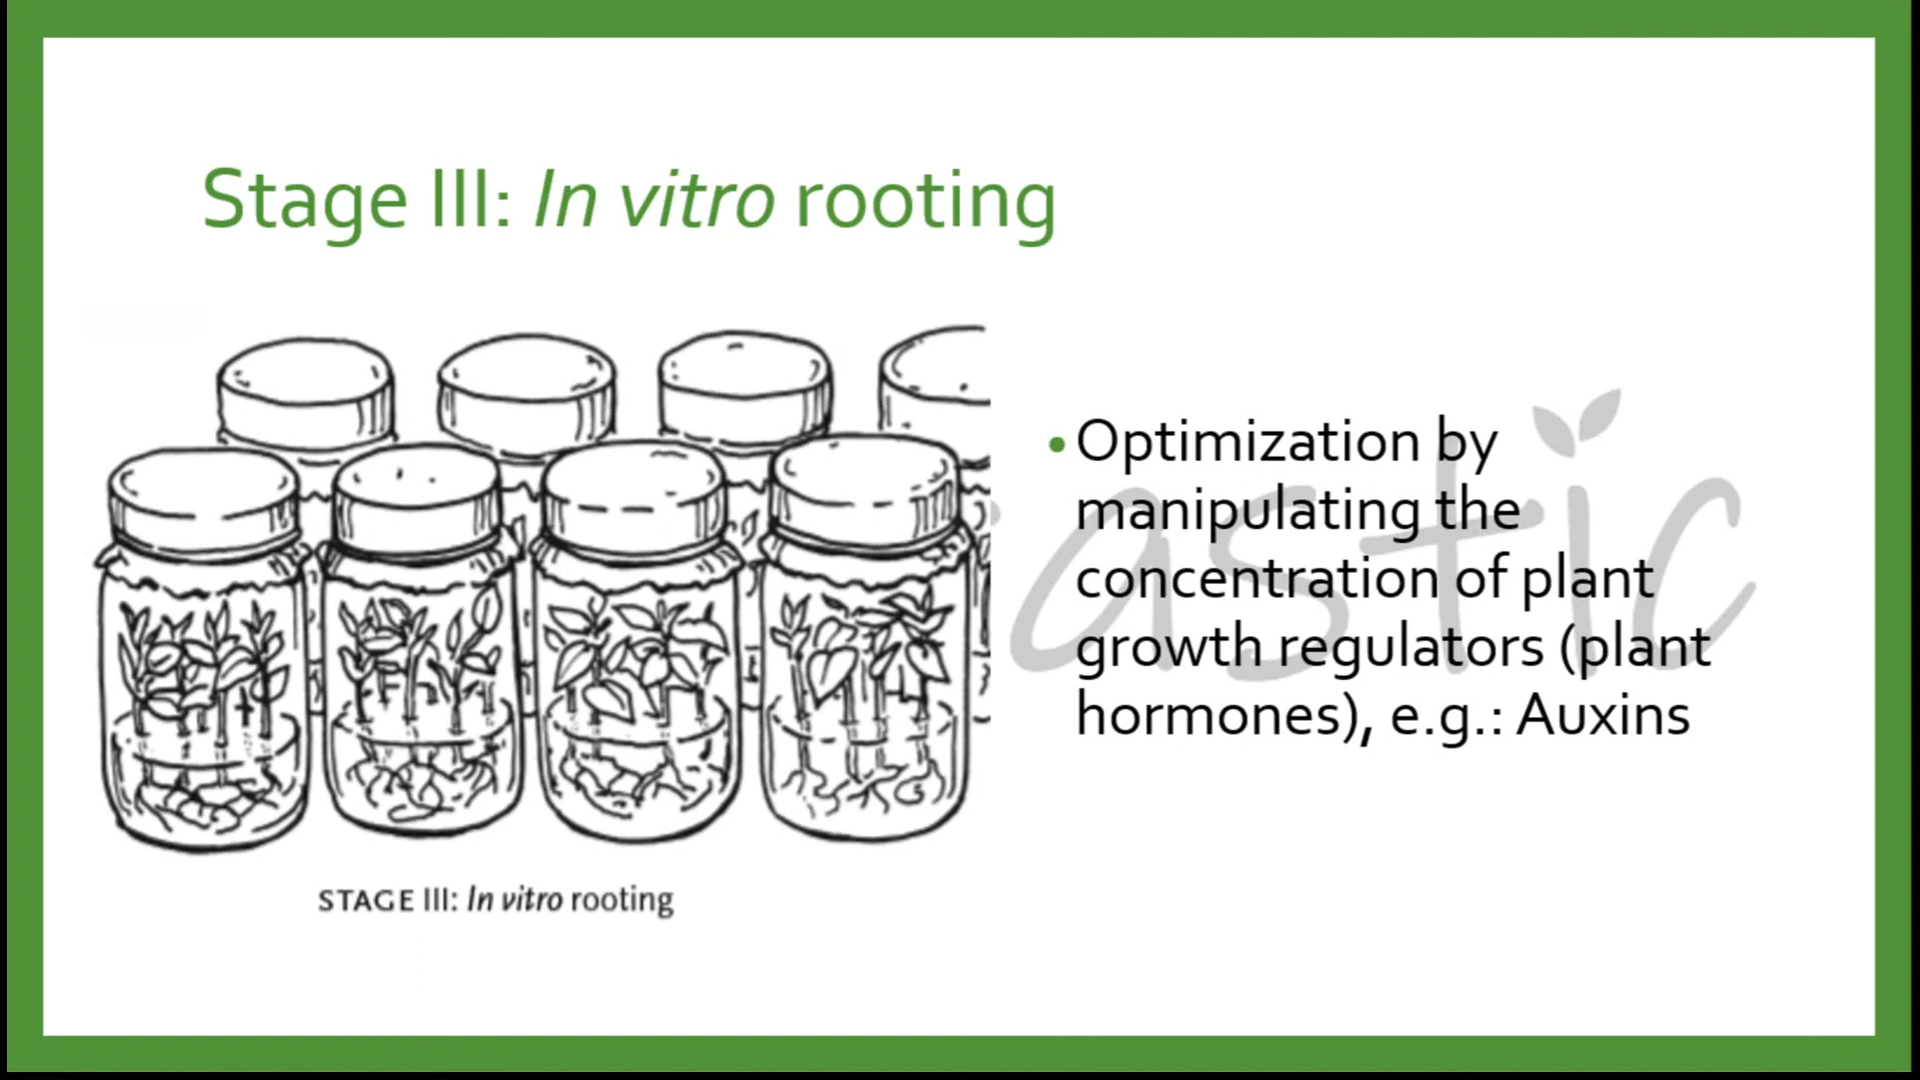 Stage III: In vitro rooting
• Optimization by
manipulating the
concentration of plant
growth regulators (plant
hormones), e.g.: Auxins
STAGE III: In vitro rooting
astic